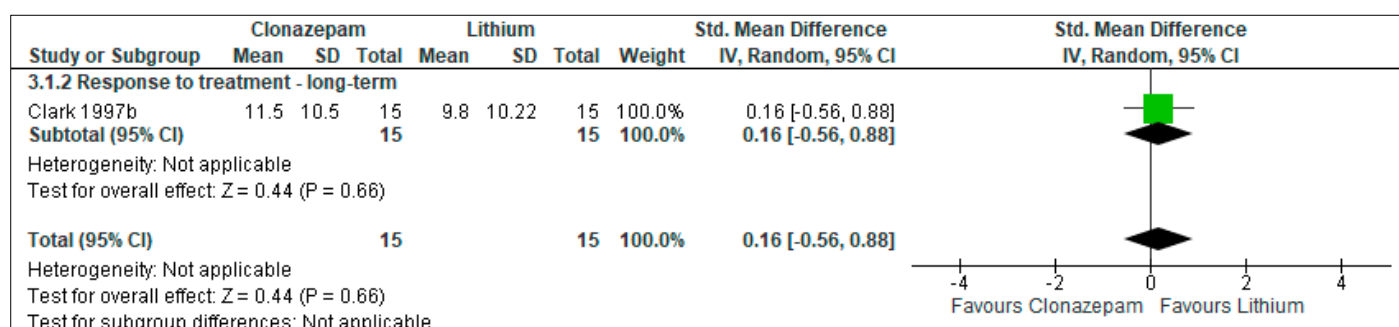 Clonazepam Lithium Std. Mean Difference Std. Mean Difference
Study or Subgroup Mean SD Total Mean SD Total Weight IV, Random, 95% CI IV, Random, 95% CI
3.1.2 Response to treatment - long-term
Clark 1997b 11.5 10.5 15 9.8 10.22 15 100.0% 0.16 [-0.56, 0.88]
Subtotal (95% CI) 15 15 100.0% 0.16 [-0.56, 0.88]
Heterogeneity: Not applicable
Test for overall effect: Z = 0.44 (P = 0.66)
Total (95% CI) 15 15 100.0% 0.16 [-0.56, 0.88]
Heterogeneity: Not applicable
Test for overall effect: Z = 0.44 (P = 0.66)
Test for subgroup differences: Not applicable
-4 -2 0 2 4
Favours Clonazepam Favours Lithium